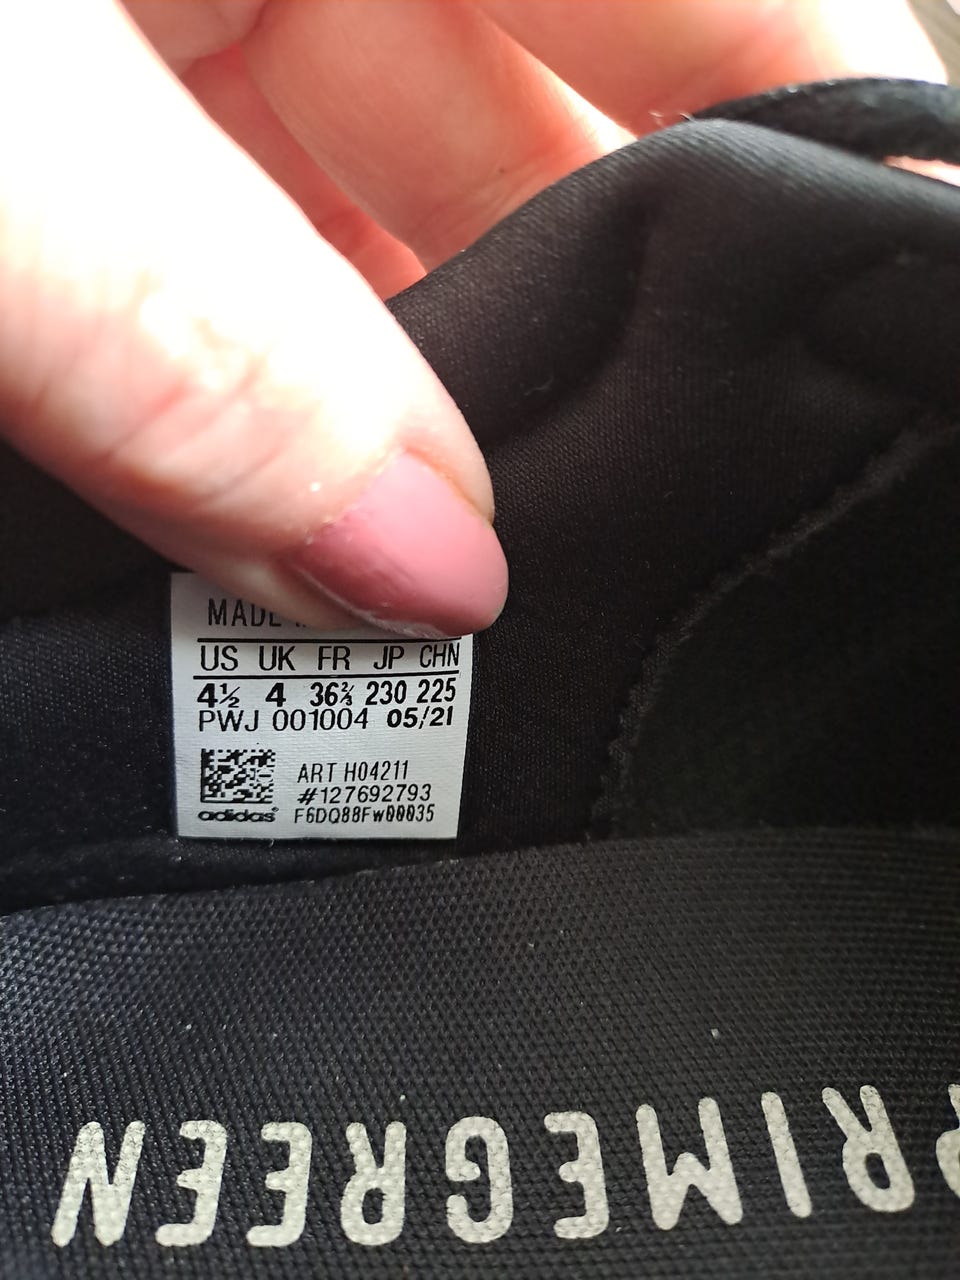 MADE
US UK FR JP CHN
4½ 4 36⅔ 230 225
PWJ 001004 05/21
ART H04211
#127692793
adidas® F6DQ88FW00035
PRIMEGREEN